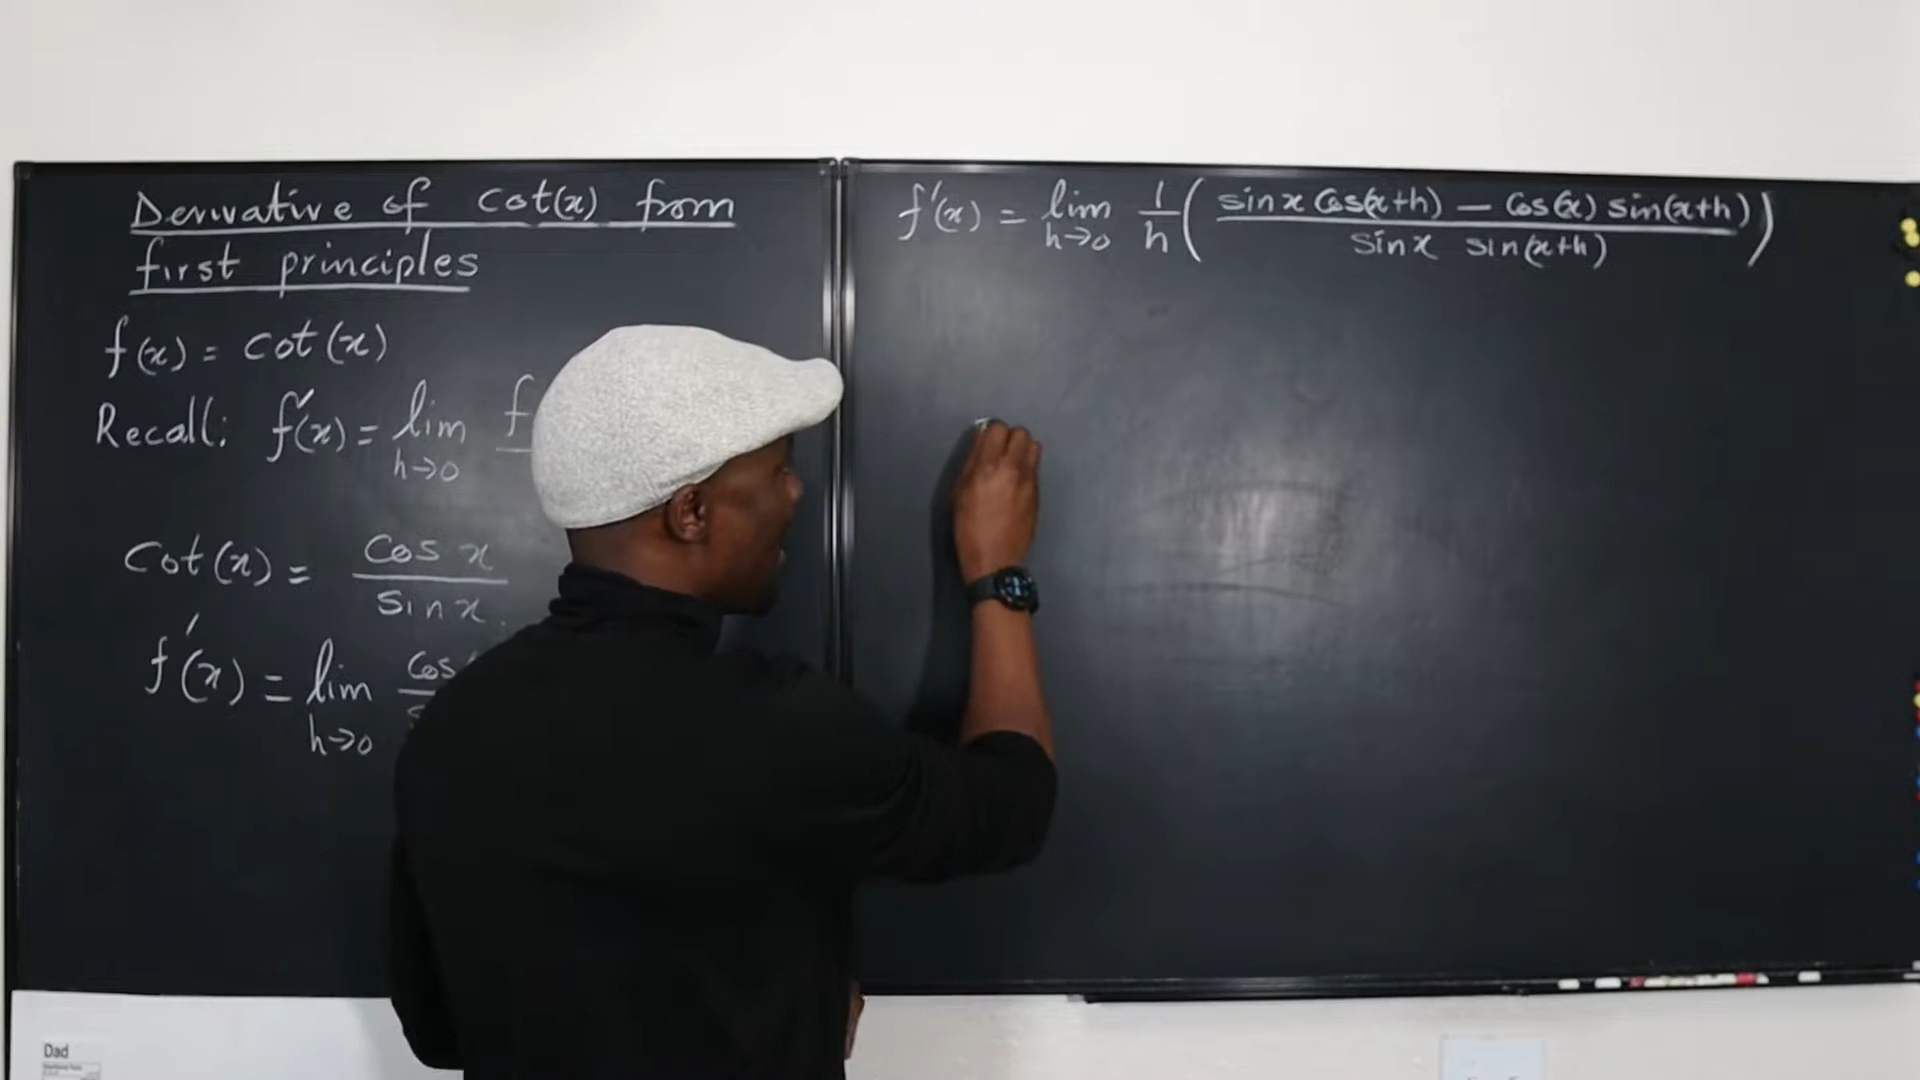 Derivative of cot(x) from
first principles
f(x) = cot(x)
Recall: f'(x) = lim f
h→0
cot(x) = cos x
sin x
f'(x) = lim cos
h→0
f'(x) = lim 1/h ( sin x cos(x+h) — cos(x) sin(x+h) )
h→0 sin x sin(x+h)
Dad